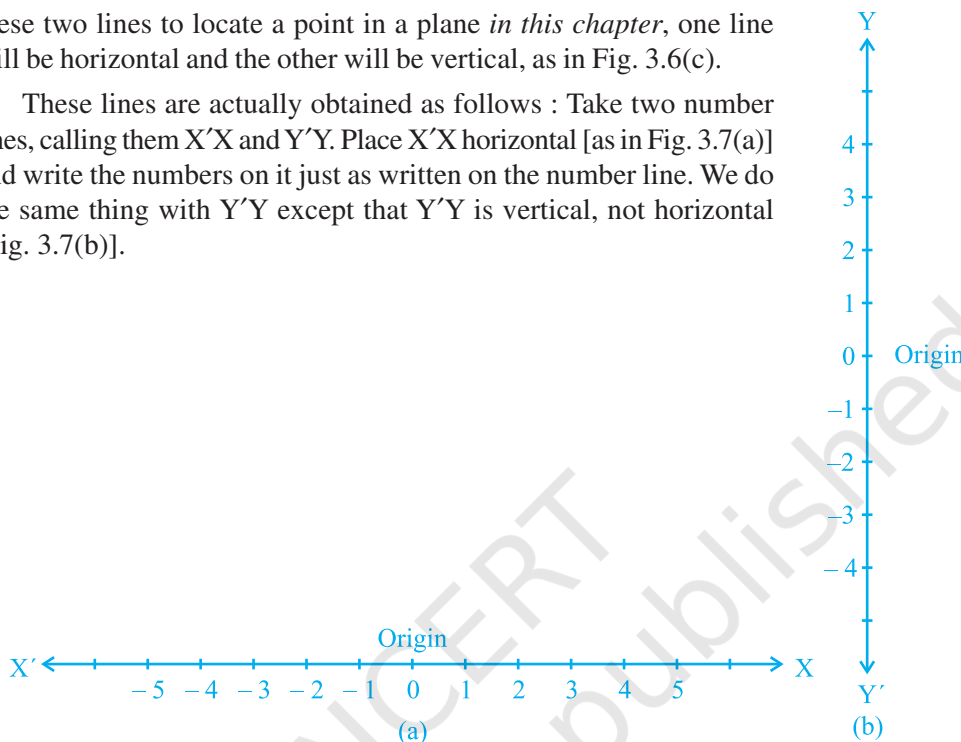 ese two lines to locate a point in a plane in this chapter, one line
ill be horizontal and the other will be vertical, as in Fig. 3.6(c).
These lines are actually obtained as follows : Take two number
nes, calling them X′X and Y′Y. Place X′X horizontal [as in Fig. 3.7(a)]
nd write the numbers on it just as written on the number line. We do
e same thing with Y′Y except that Y′Y is vertical, not horizontal
ig. 3.7(b)].
Y
4
3
2
1
0 Origin
–1
–2
–3
– 4
Y′
(b)
Origin
X′ X
– 5 – 4 – 3 – 2 – 1 0 1 2 3 4 5
(a)
NCERT
published